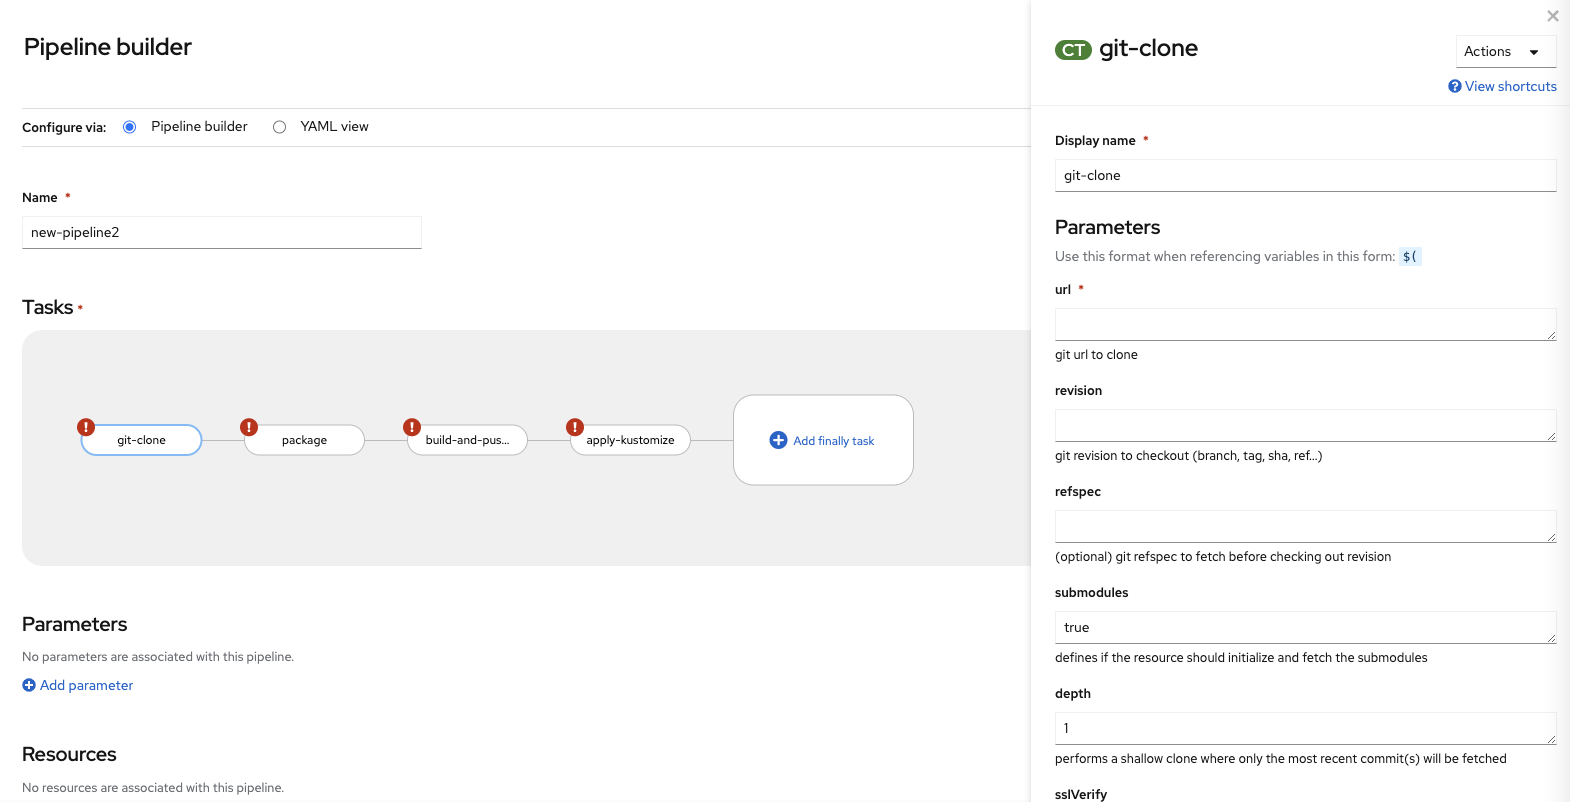 Pipeline builder
Configure via:
Pipeline builder
YAML view
Name *
new-pipeline2
Tasks *
git-clone
package
build-and-pus...
apply-kustomize
Add finally task
Parameters
No parameters are associated with this pipeline.
Add parameter
Resources
No resources are associated with this pipeline.
CT git-clone
Actions
View shortcuts
Display name *
git-clone
Parameters
Use this format when referencing variables in this form: $(
url *
git url to clone
revision
git revision to checkout (branch, tag, sha, ref...)
refspec
(optional) git refspec to fetch before checking out revision
submodules
true
defines if the resource should initialize and fetch the submodules
depth
1
performs a shallow clone where only the most recent commit(s) will be fetched
sslVerify